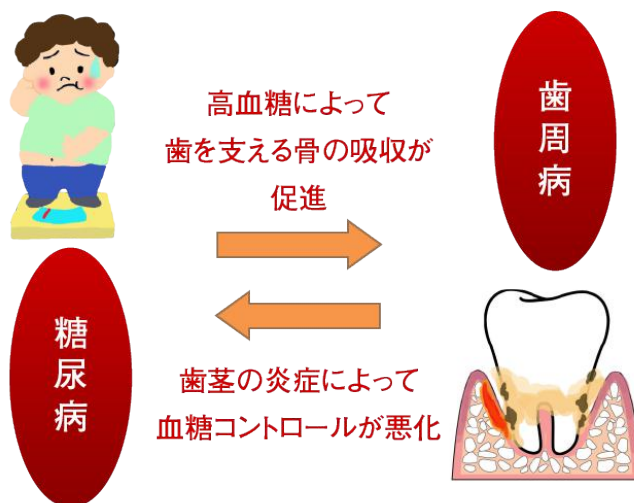 高血糖によって
歯を支える骨の吸収が
促進
歯周病
糖尿病
歯茎の炎症によって
血糖コントロールが悪化